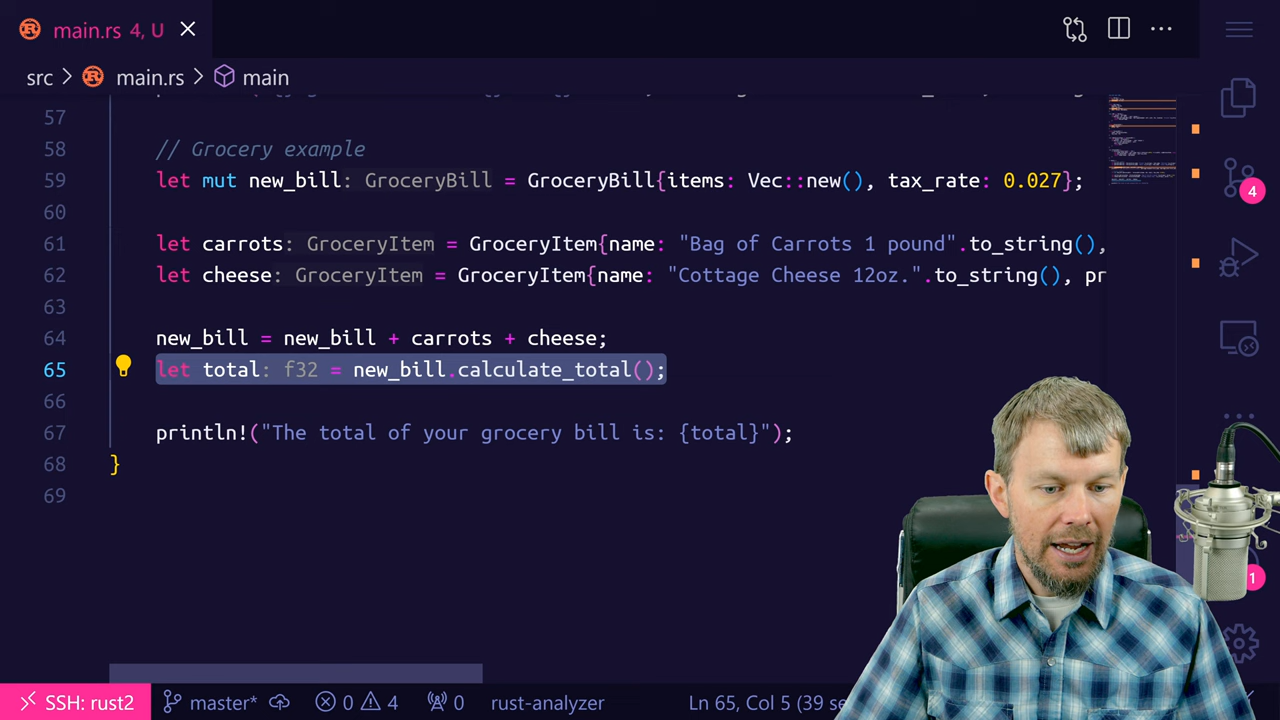 main.rs 4, U
src > main.rs > main
57
58 // Grocery example
59 let mut new_bill: GroceryBill = GroceryBill{items: Vec::new(), tax_rate: 0.027};
60
61 let carrots: GroceryItem = GroceryItem{name: "Bag of Carrots 1 pound".to_string(),
62 let cheese: GroceryItem = GroceryItem{name: "Cottage Cheese 12oz.".to_string(), pr
63
64 new_bill = new_bill + carrots + cheese;
65 let total: f32 = new_bill.calculate_total();
66
67 println!("The total of your grocery bill is: {total}");
68 }
69
4
1
SSH: rust2 master* 0 4 0 rust-analyzer Ln 65, Col 5 (39 se